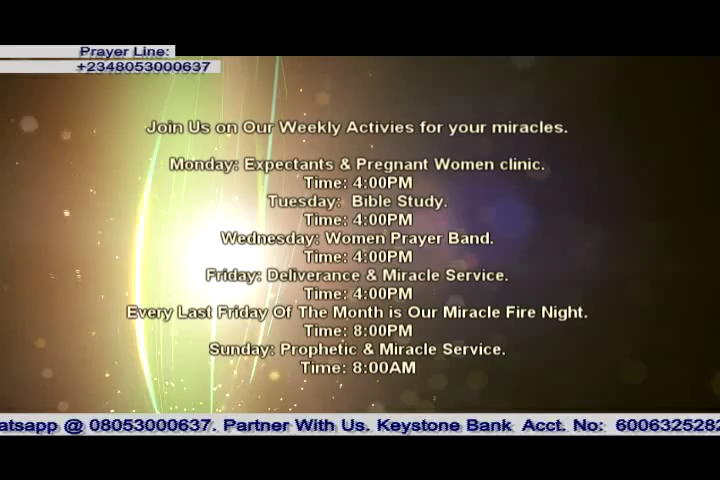 Prayer Line:
+2348053000637
Join Us on Our Weekly Activies for your miracles.
Monday: Expectants & Pregnant Women clinic.
Time: 4:00PM
Tuesday: Bible Study.
Time: 4:00PM
Wednesday: Women Prayer Band.
Time: 4:00PM
Friday: Deliverance & Miracle Service.
Time: 4:00PM
Every Last Friday Of The Month is Our Miracle Fire Night.
Time: 8:00PM
Sunday: Prophetic & Miracle Service.
Time: 8:00AM
atsapp @ 08053000637. Partner With Us. Keystone Bank Acct. No: 600632528